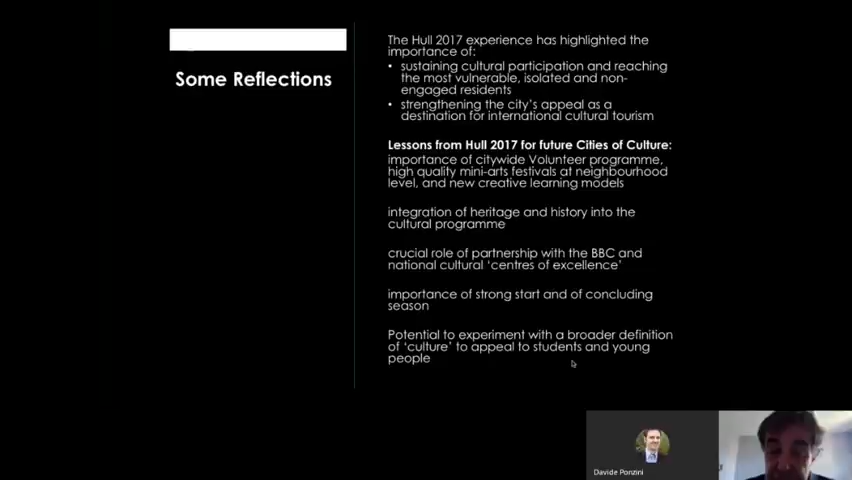 Some Reflections
The Hull 2017 experience has highlighted the
importance of:
• sustaining cultural participation and reaching
the most vulnerable, isolated and non-
engaged residents
• strengthening the city's appeal as a
destination for international cultural tourism
Lessons from Hull 2017 for future Cities of Culture:
importance of citywide Volunteer programme,
high quality mini-arts festivals at neighbourhood
level, and new creative learning models
integration of heritage and history into the
cultural programme
crucial role of partnership with the BBC and
national cultural 'centres of excellence'
importance of strong start and of concluding
season
Potential to experiment with a broader definition
of 'culture' to appeal to students and young
people
Davide Ponzini